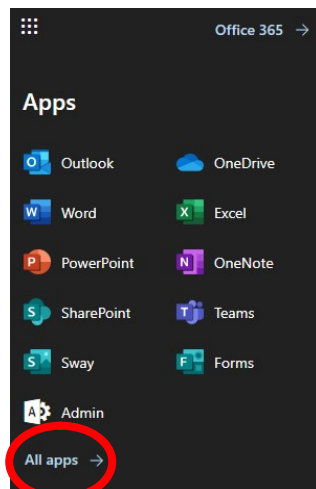 Office 365 →
Apps
Outlook OneDrive
Word Excel
PowerPoint OneNote
SharePoint Teams
Sway Forms
Admin
All apps →